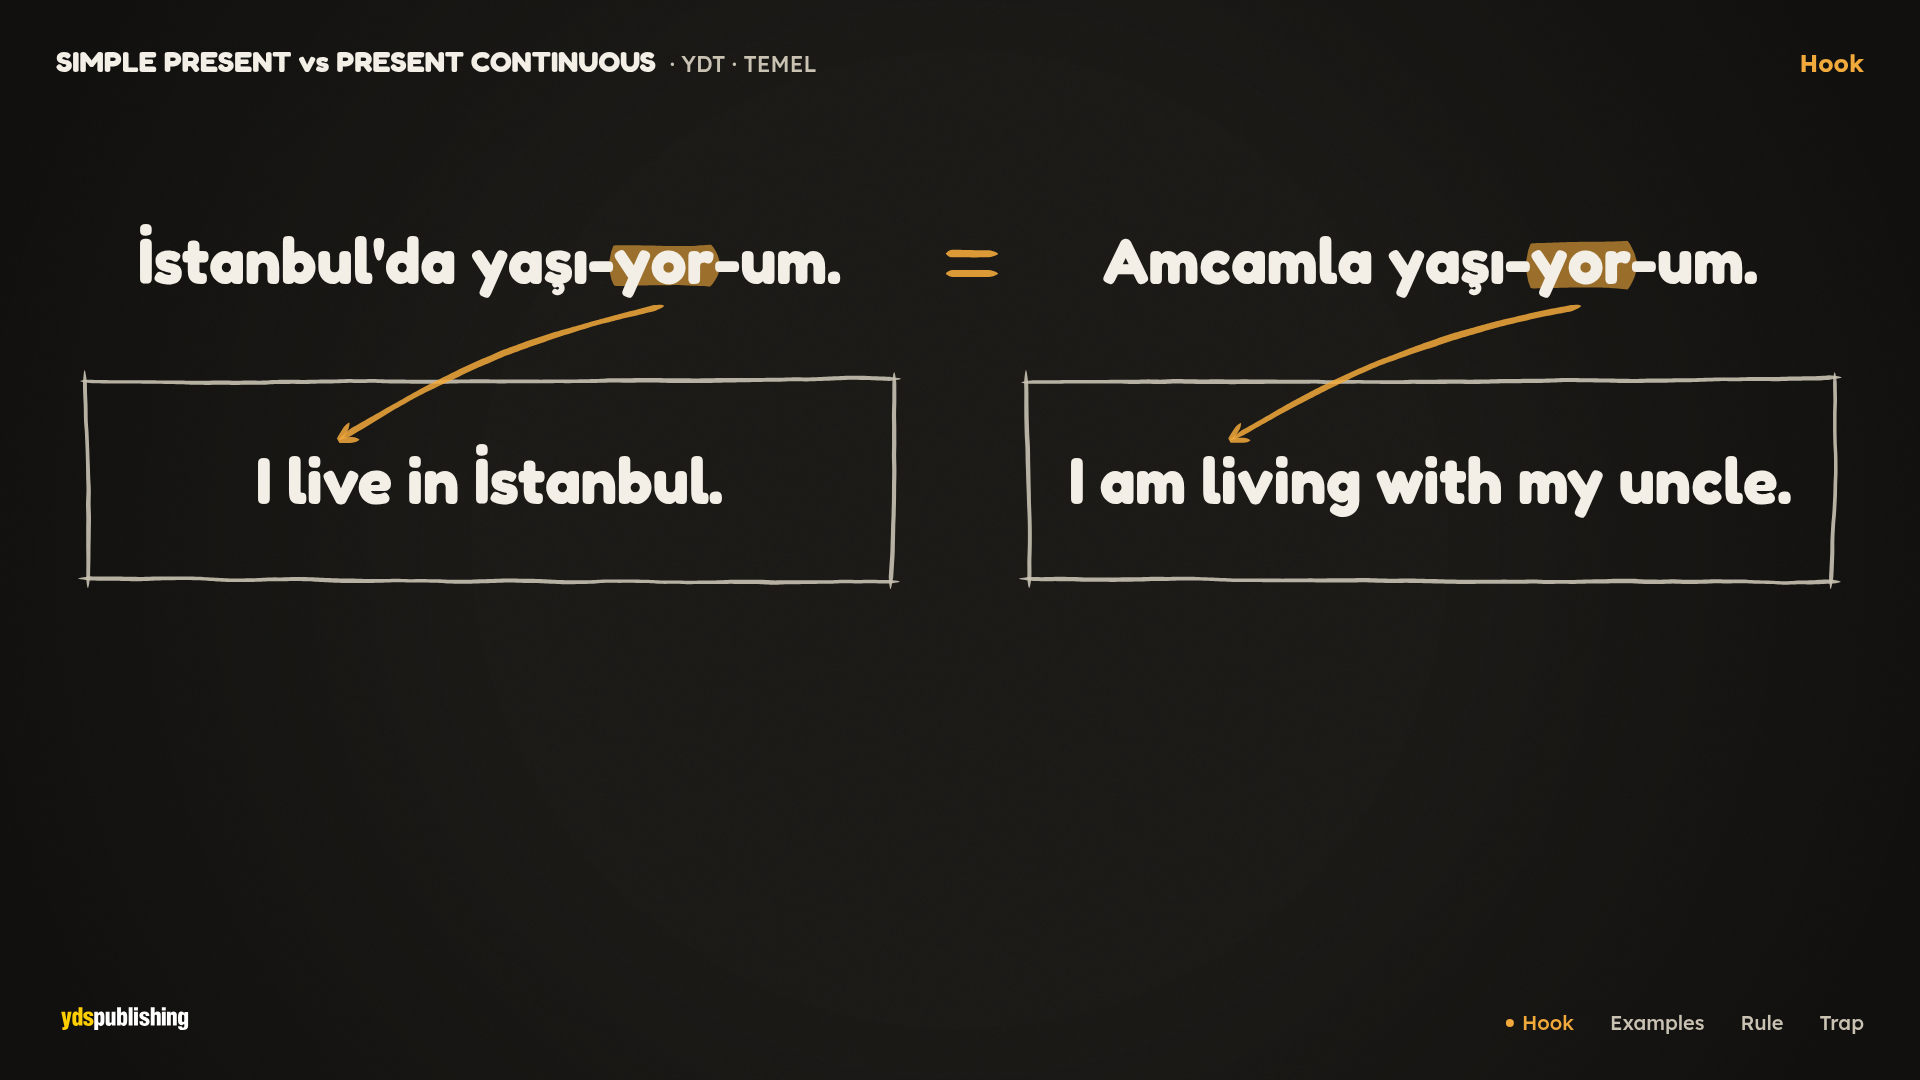 SIMPLE PRESENT vs PRESENT CONTINUOUS · YDT · TEMEL
Hook
İstanbul'da yaşı-yor-um. = Amcamla yaşı-yor-um.
I live in İstanbul.
I am living with my uncle.
ydspublishing
• Hook Examples Rule Trap